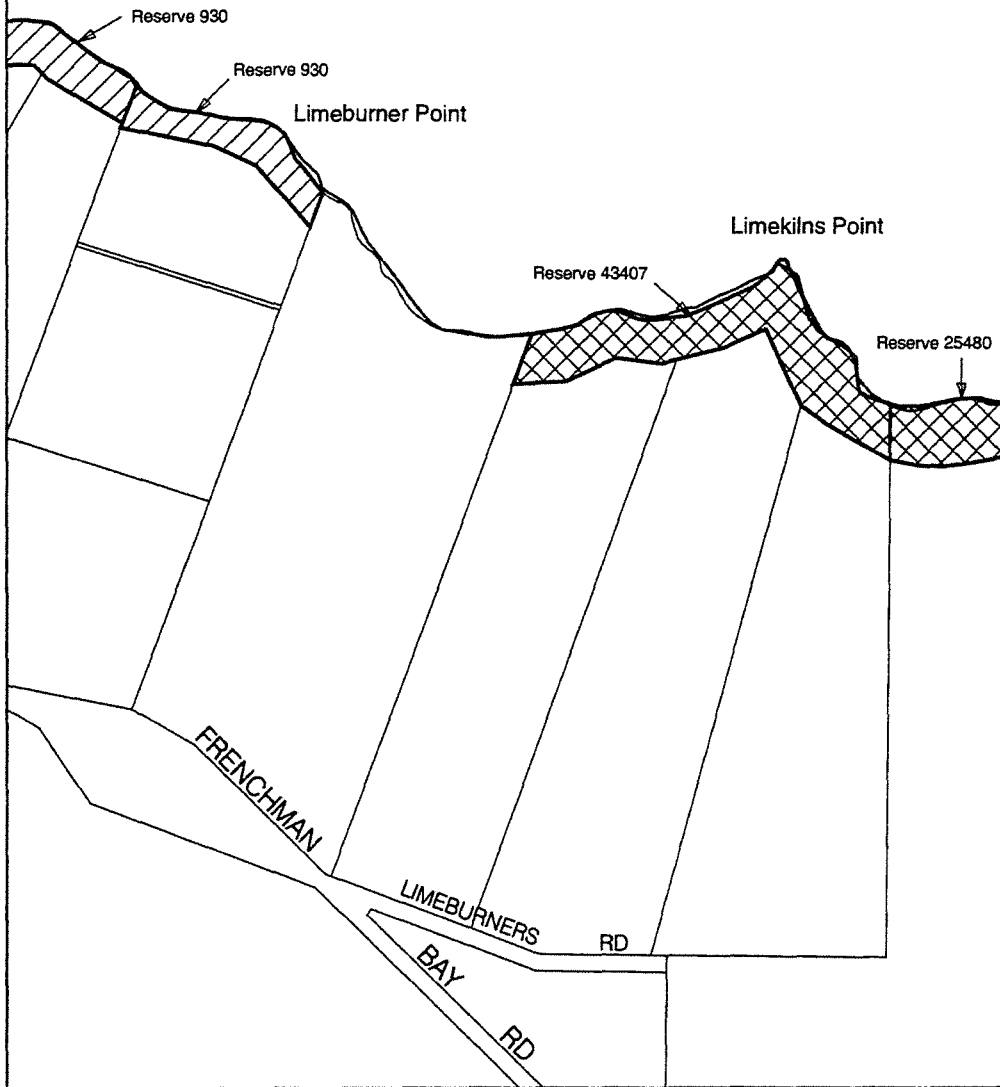 Reserve 930
Reserve 930
Limeburner Point
Limekilns Point
Reserve 43407
Reserve 25480
FRENCHMAN
LIMEBURNERS
RD
BAY
RD